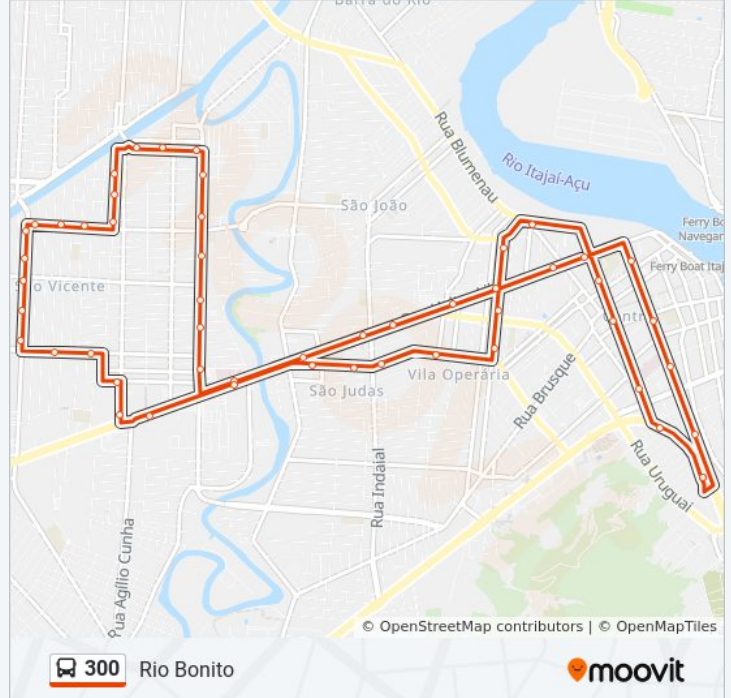 Barra do Rio
Rua Blumenau
Rio Itajaí-Açu
São João
Ferry Bo
Navegan
Ferry Boat Itaj
São Vicente
Centro
Vila Operária
São Judas
Rua Brusque
Rua Indaial
Rua Uruguai
Rua Agílio Cunha
© OpenStreetMap contributors | © OpenMapTiles
300 Rio Bonito
moovit